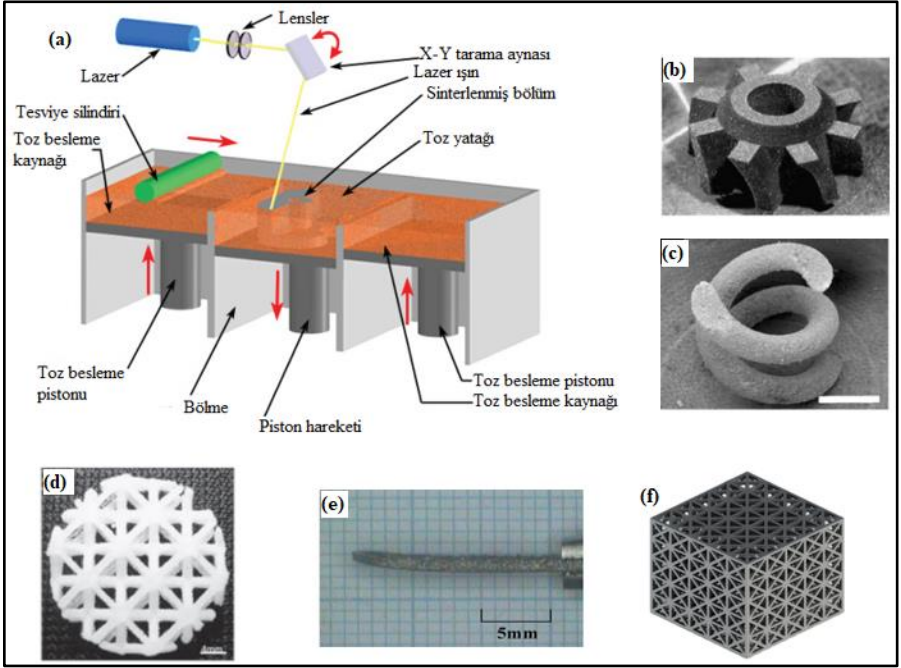 (a)
Lensler
Lazer
X-Y tarama aynası
Lazer ışın
Sinterlenmiş bölüm
Tesviye silindiri
Toz besleme
kaynağı
Toz yatağı
Toz besleme
pistonu
Bölme
Piston hareketi
Toz besleme pistonu
Toz besleme kaynağı
(b)
(c)
(d)
(e)
5mm
(f)